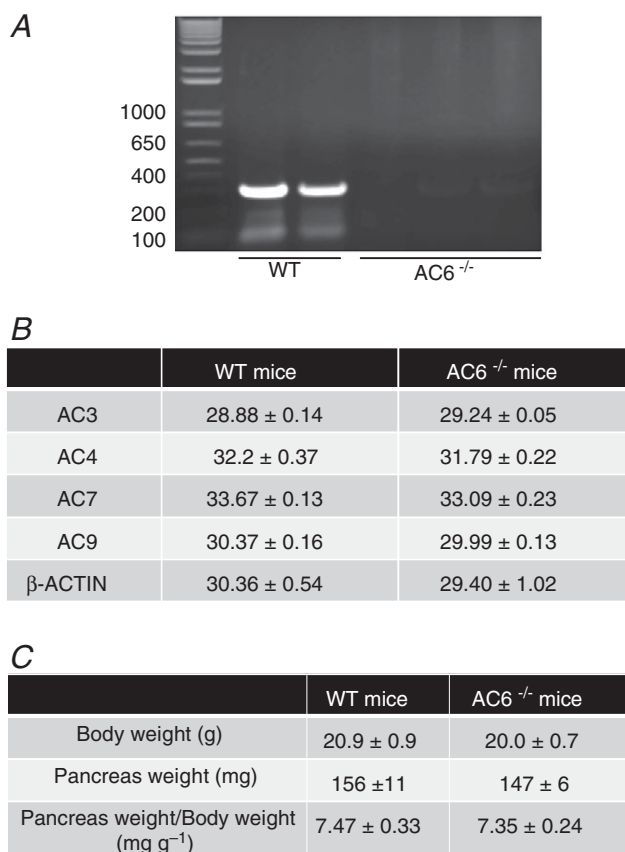 A
1000
650
400
200
100
WT AC6 -/-
B
WT mice AC6 -/- mice
AC3 28.88 ± 0.14 29.24 ± 0.05
AC4 32.2 ± 0.37 31.79 ± 0.22
AC7 33.67 ± 0.13 33.09 ± 0.23
AC9 30.37 ± 0.16 29.99 ± 0.13
β-ACTIN 30.36 ± 0.54 29.40 ± 1.02
C
WT mice AC6 -/- mice
Body weight (g) 20.9 ± 0.9 20.0 ± 0.7
Pancreas weight (mg) 156 ±11 147 ± 6
Pancreas weight/Body weight 7.47 ± 0.33 7.35 ± 0.24
(mg g⁻¹)